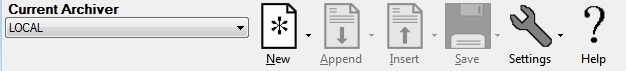 Current Archiver
LOCAL
New Append Insert Save Settings Help